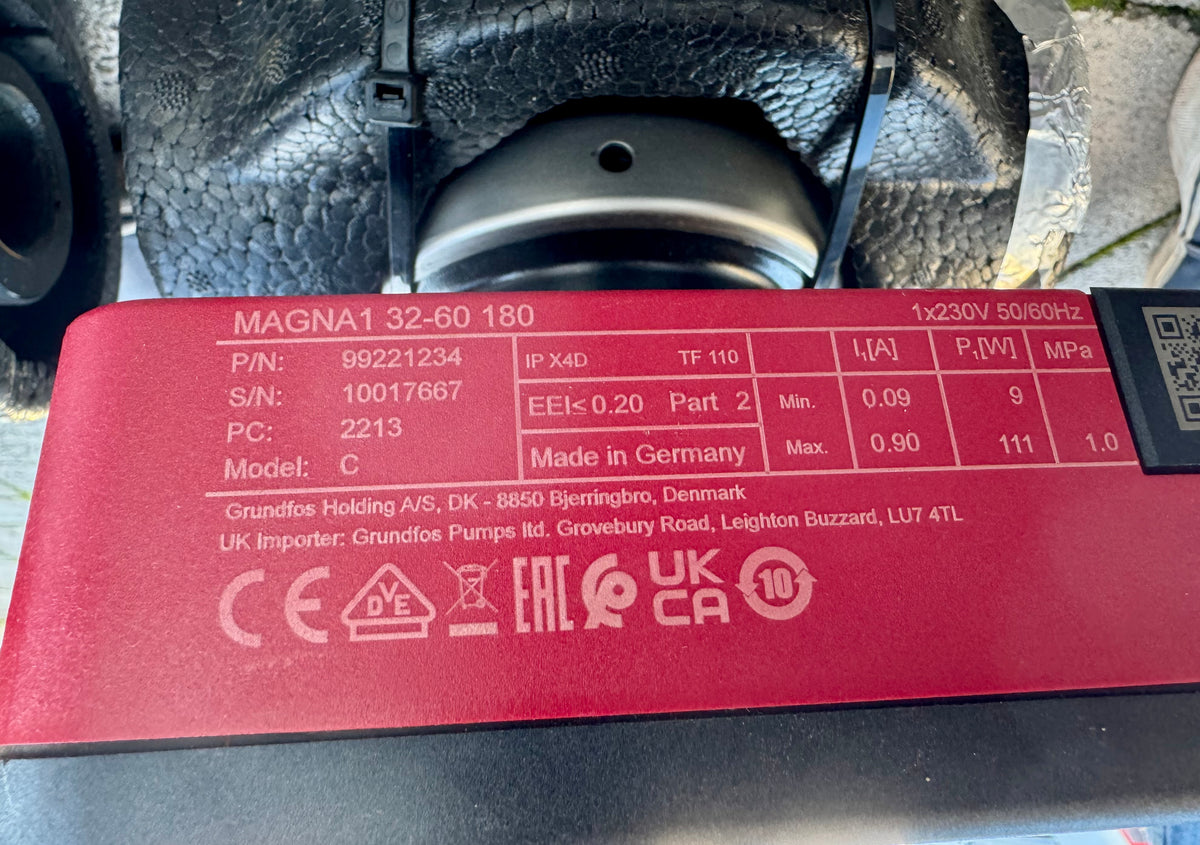 MAGNA1 32-60 180 1x230V 50/60Hz
P/N: 99221234 IP X4D TF 110 I₁[A] P₁[W] MPa
S/N: 10017667 EEI≤0.20 Part 2 Min. 0.09 9
PC: 2213
Model: C Made in Germany Max. 0.90 111 1.0
Grundfos Holding A/S, DK - 8850 Bjerringbro, Denmark
UK Importer: Grundfos Pumps ltd. Grovebury Road, Leighton Buzzard, LU7 4TL
CE DVE EAC UK CA 10